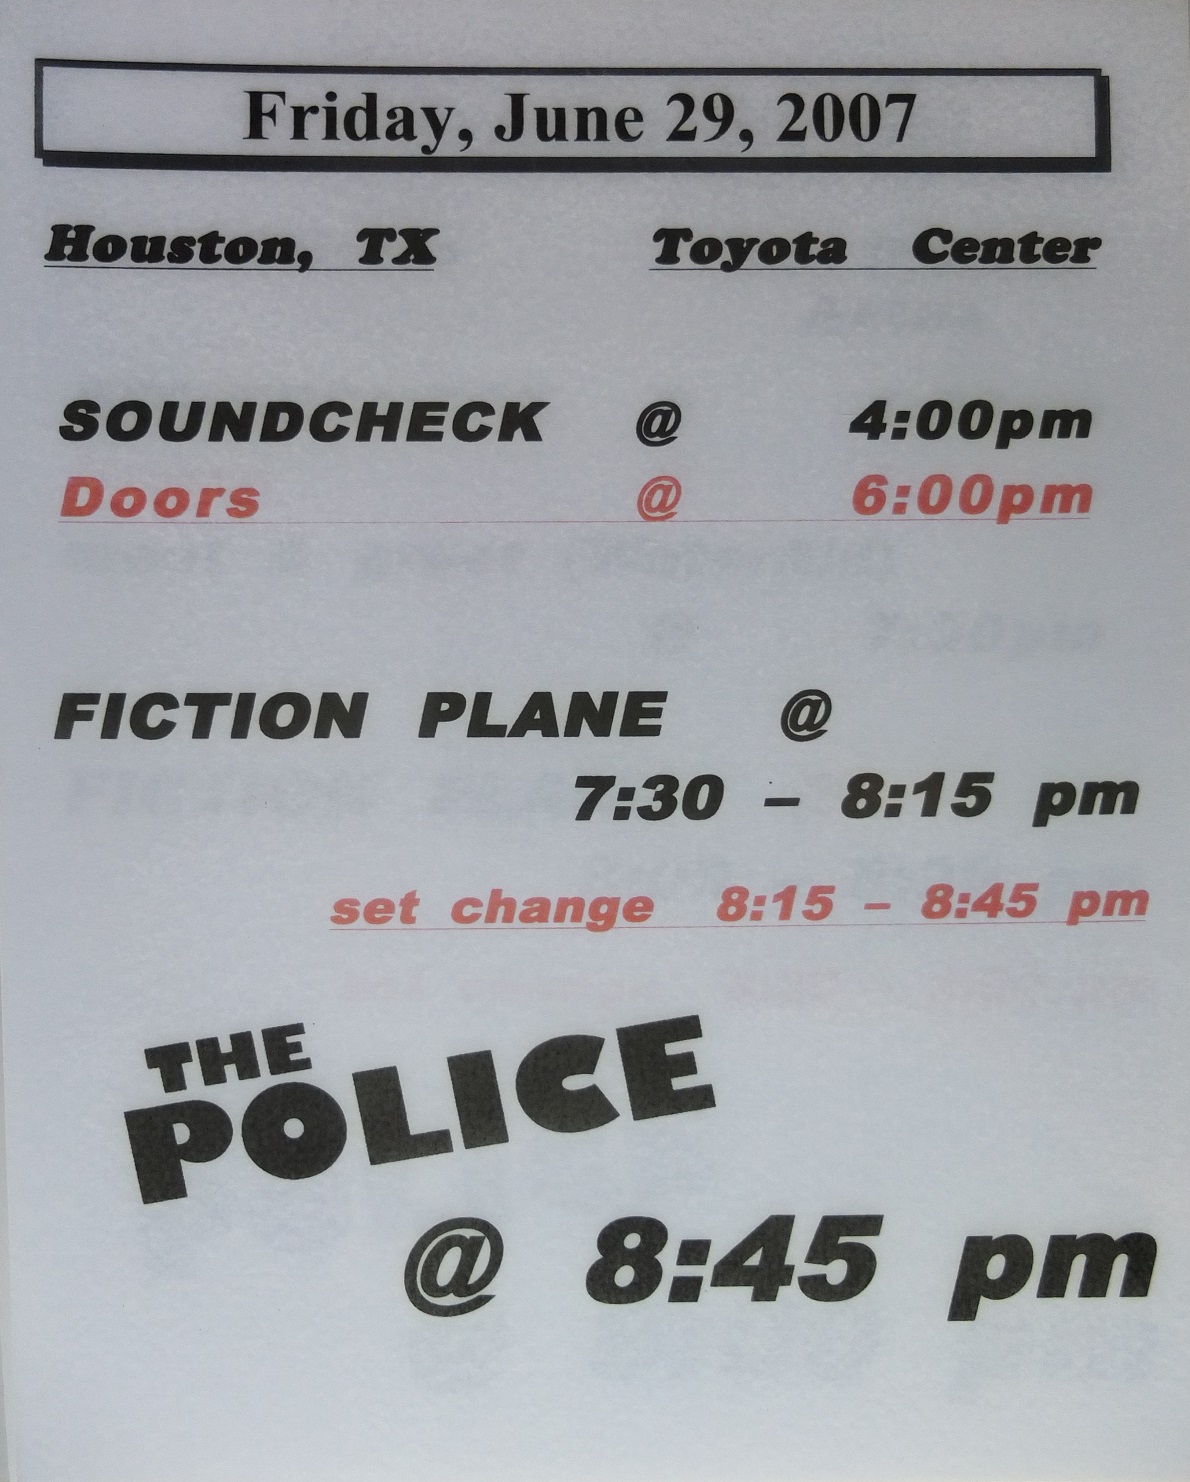 Friday, June 29, 2007
Houston, TX Toyota Center
SOUNDCHECK @ 4:00pm
Doors @ 6:00pm
FICTION PLANE @
7:30 – 8:15 pm
set change 8:15 – 8:45 pm
THE
POLICE
@ 8:45 pm